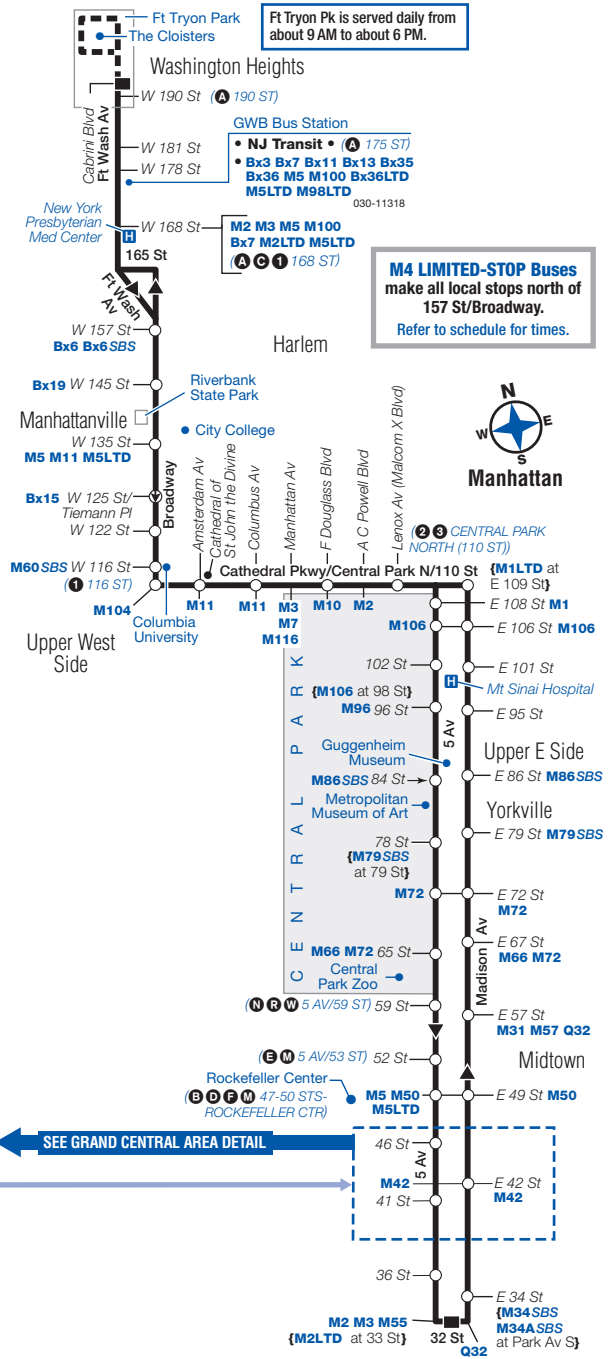 Ft Tryon Park
The Cloisters
Ft Tryon Pk is served daily from
about 9 AM to about 6 PM.
Washington Heights
W 190 St (A 190 ST)
Cabrini Blvd
Ft Wash Av
GWB Bus Station
• NJ Transit • (A 175 ST)
• Bx3 Bx7 Bx11 Bx13 Bx35
Bx36 M5 M100 Bx36LTD
M5LTD M98LTD
030-11318
W 181 St
W 178 St
New York
Presbyterian
Med Center
H
W 168 St
M2 M3 M5 M100
Bx7 M2LTD M5LTD
(A C 1 168 ST)
165 St
Ft Wash
Av
M4 LIMITED-STOP Buses
make all local stops north of
157 St/Broadway.
Refer to schedule for times.
W 157 St
Bx6 Bx6SBS
Harlem
Bx19 W 145 St
Riverbank
State Park
Manhattanville
City College
W 135 St
M5 M11 M5LTD
N
W E
S
Manhattan
Bx15 W 125 St/
Tiemann Pl
Broadway
W 122 St
M60SBS W 116 St
(1 116 ST)
M104
Columbia
University
Upper West
Side
Amsterdam Av
Cathedral of
St John the Divine
Columbus Av
Manhattan Av
F Douglass Blvd
A C Powell Blvd
Lenox Av (Malcom X Blvd)
(2 3 CENTRAL PARK
NORTH (110 ST))
Cathedral Pkwy/Central Park N/110 St
{M1LTD at
E 109 St}
M11
M11
M3
M7
M116
M10
M2
E 108 St M1
M106
E 106 St M106
CENTRAL PARK
102 St
E 101 St
H
Mt Sinai Hospital
{M106 at 98 St}
M96 96 St
E 95 St
5 Av
Guggenheim
Museum
Upper E Side
M86SBS 84 St
E 86 St M86SBS
Metropolitan
Museum of Art
Yorkville
78 St
{M79SBS
at 79 St}
E 79 St M79SBS
M72
E 72 St
M72
Madison Av
M66 M72 65 St
E 67 St
M66 M72
Central
Park Zoo
(N R W 5 AV/59 ST) 59 St
E 57 St
M31 M57 Q32
(E M 5 AV/53 ST) 52 St
Midtown
Rockefeller Center
(B D F M 47-50 STS-
ROCKEFELLER CTR)
M5 M50
M5LTD
E 49 St M50
SEE GRAND CENTRAL AREA DETAIL
46 St
5 Av
M42
E 42 St
M42
41 St
36 St
E 34 St
{M34SBS
M34ASBS
at Park Av S}
M2 M3 M55
{M2LTD at 33 St}
32 St
Q32